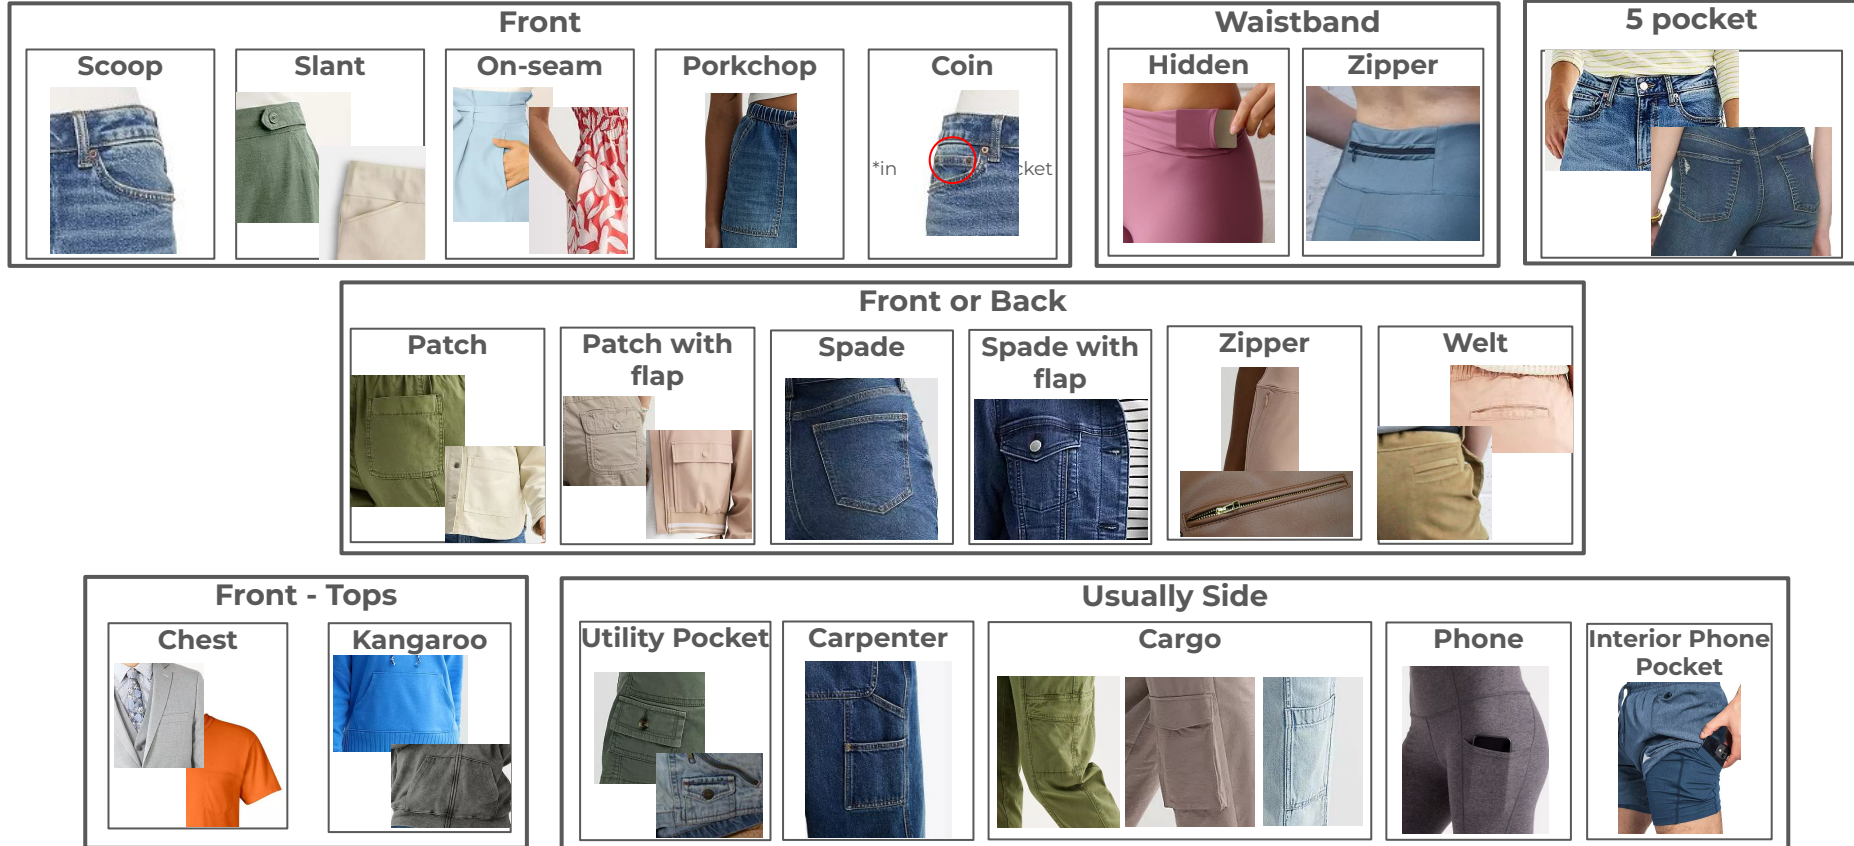 Front
Scoop
Slant
On-seam
Porkchop
Coin
*in
cket
Waistband
Hidden
Zipper
5 pocket
Front or Back
Patch
Patch with
flap
Spade
Spade with
flap
Zipper
Welt
Front - Tops
Chest
Kangaroo
Usually Side
Utility Pocket
Carpenter
Cargo
Phone
Interior Phone
Pocket